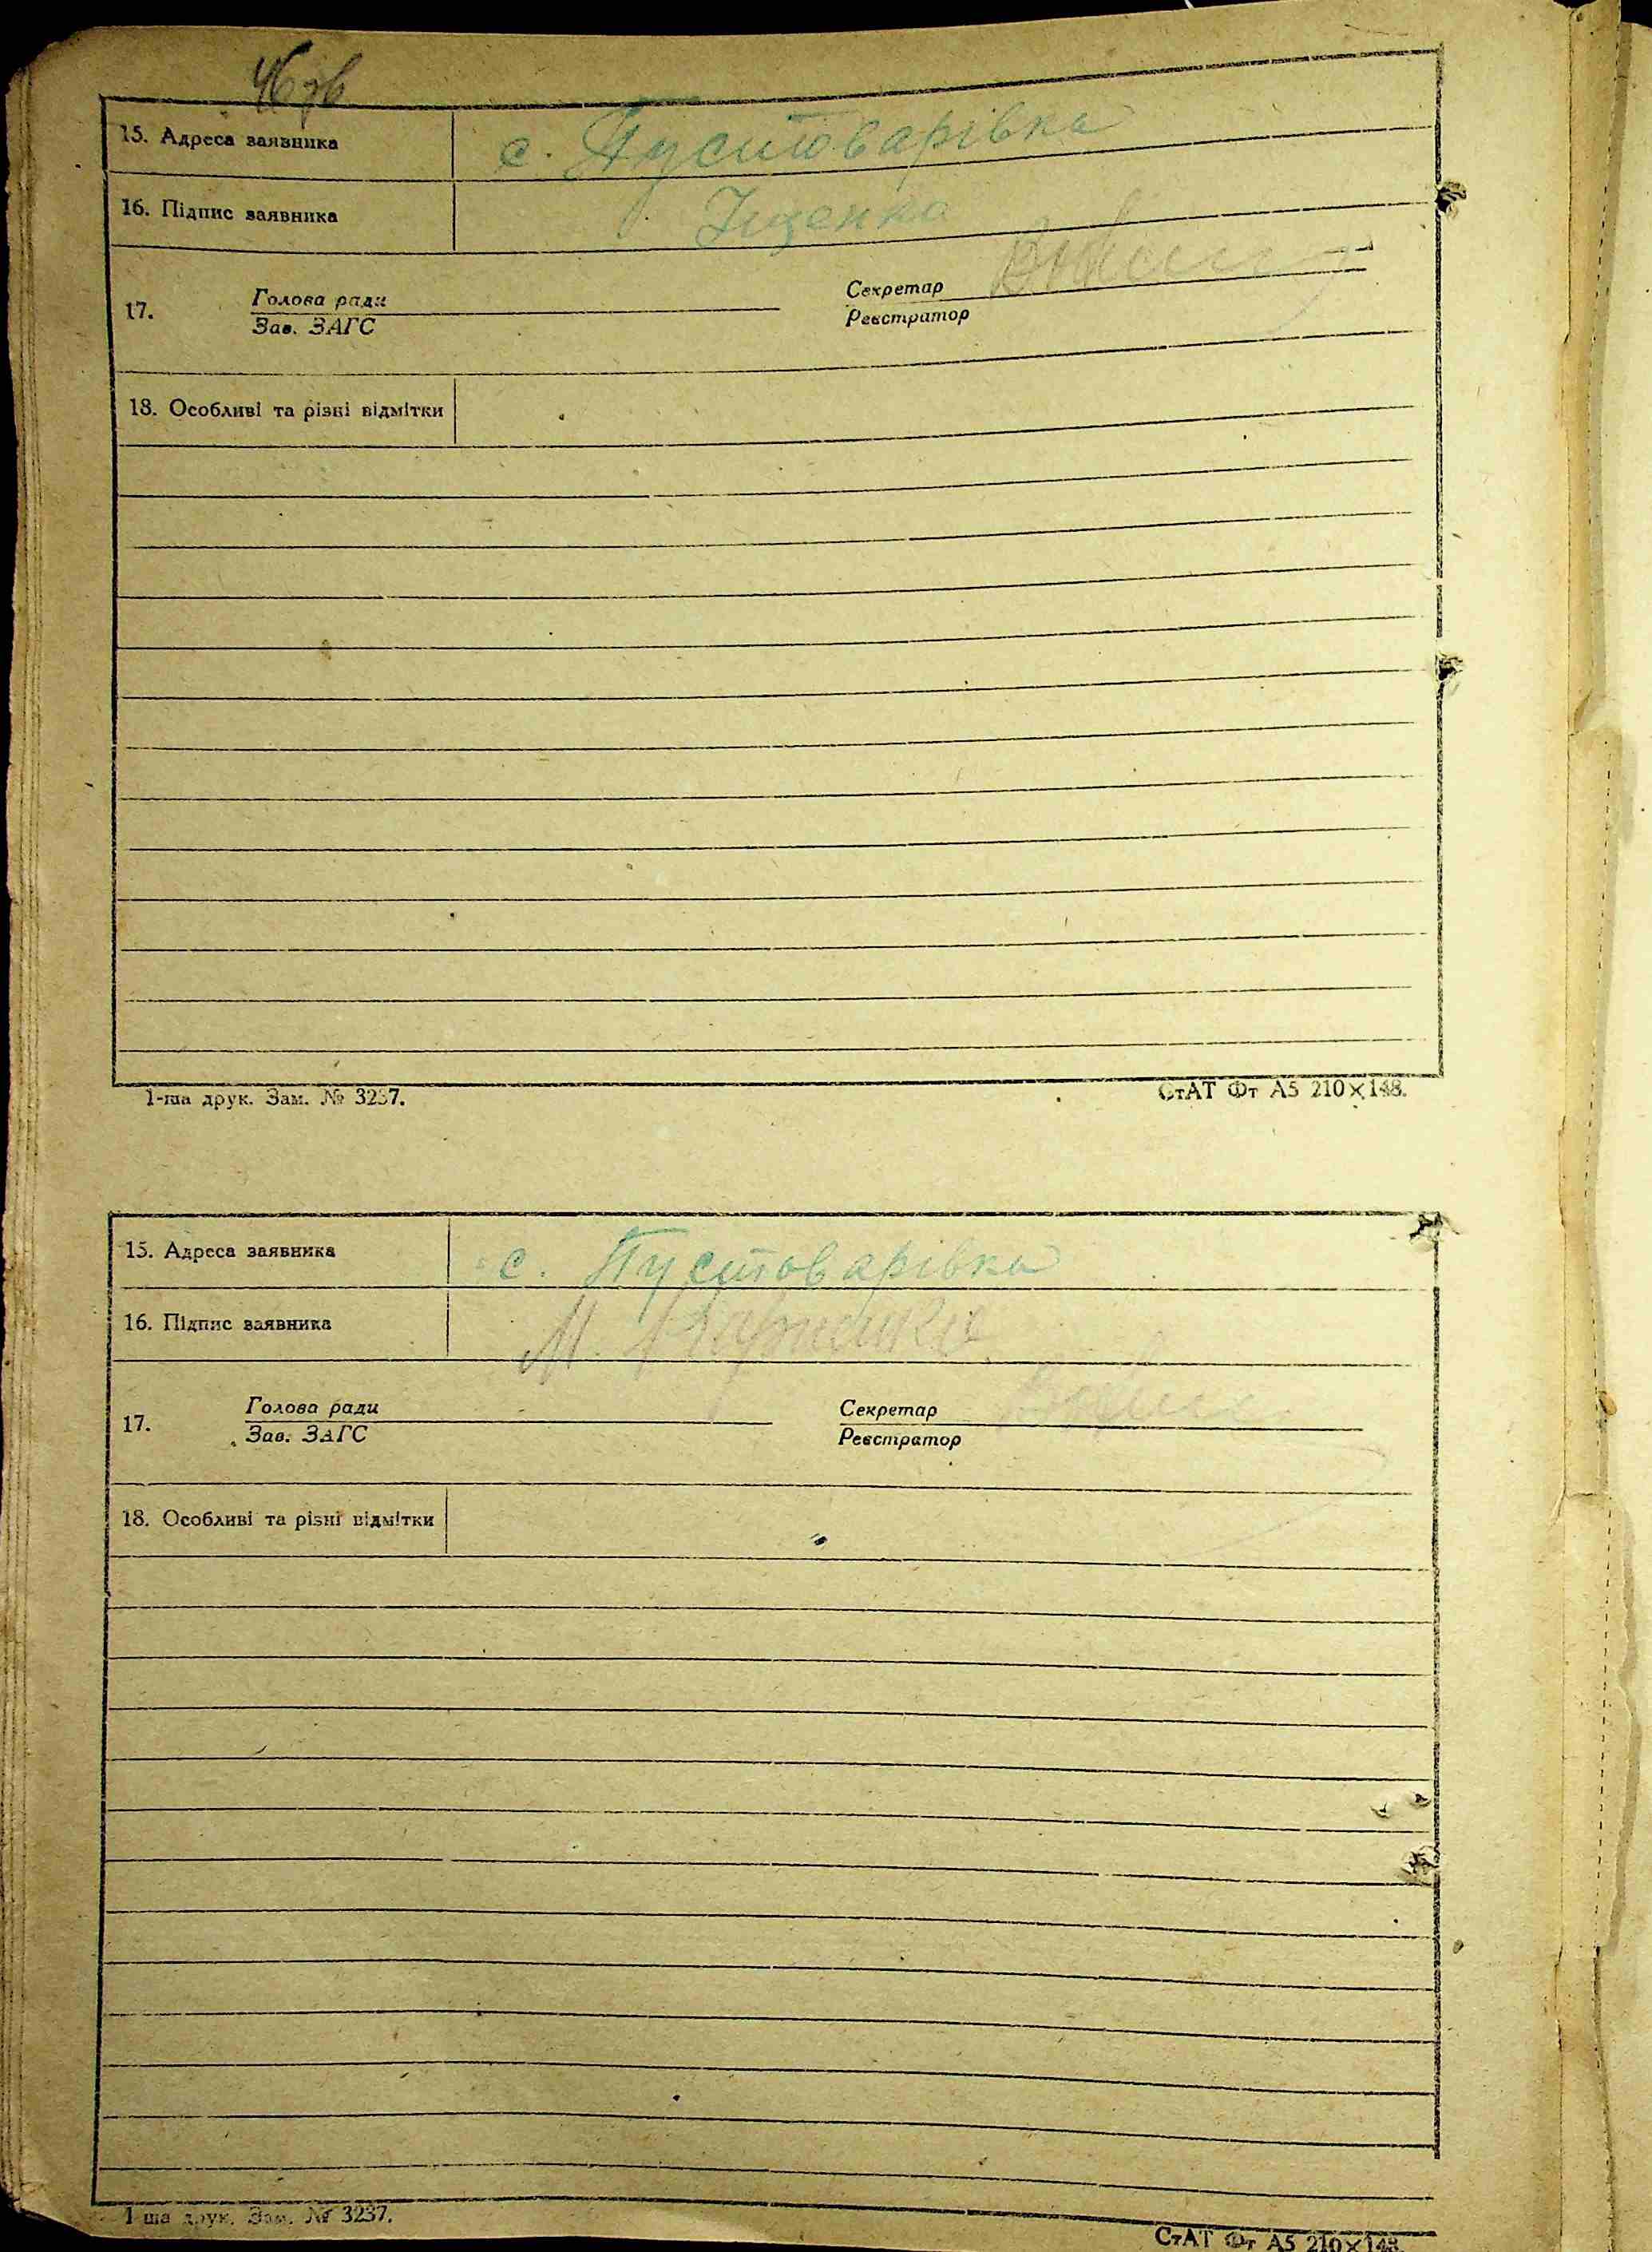 46 зв
15. Адреса заявника с. Пустоварівка
16. Підпис заявника Іщенко
17. Голова ради Секретар
Зав. ЗАГС Реєстратор
18. Особливі та різні відмітки
1-ша друк. Зам. № 3237. СтАТ Фт А5 210×148.
15. Адреса заявника с. Пустоварівка
16. Підпис заявника М.
17. Голова ради Секретар
Зав. ЗАГС Реєстратор
18. Особливі та різні відмітки
1-ша друк. Зам. № 3237.
СтАТ Фт А5 210×148.